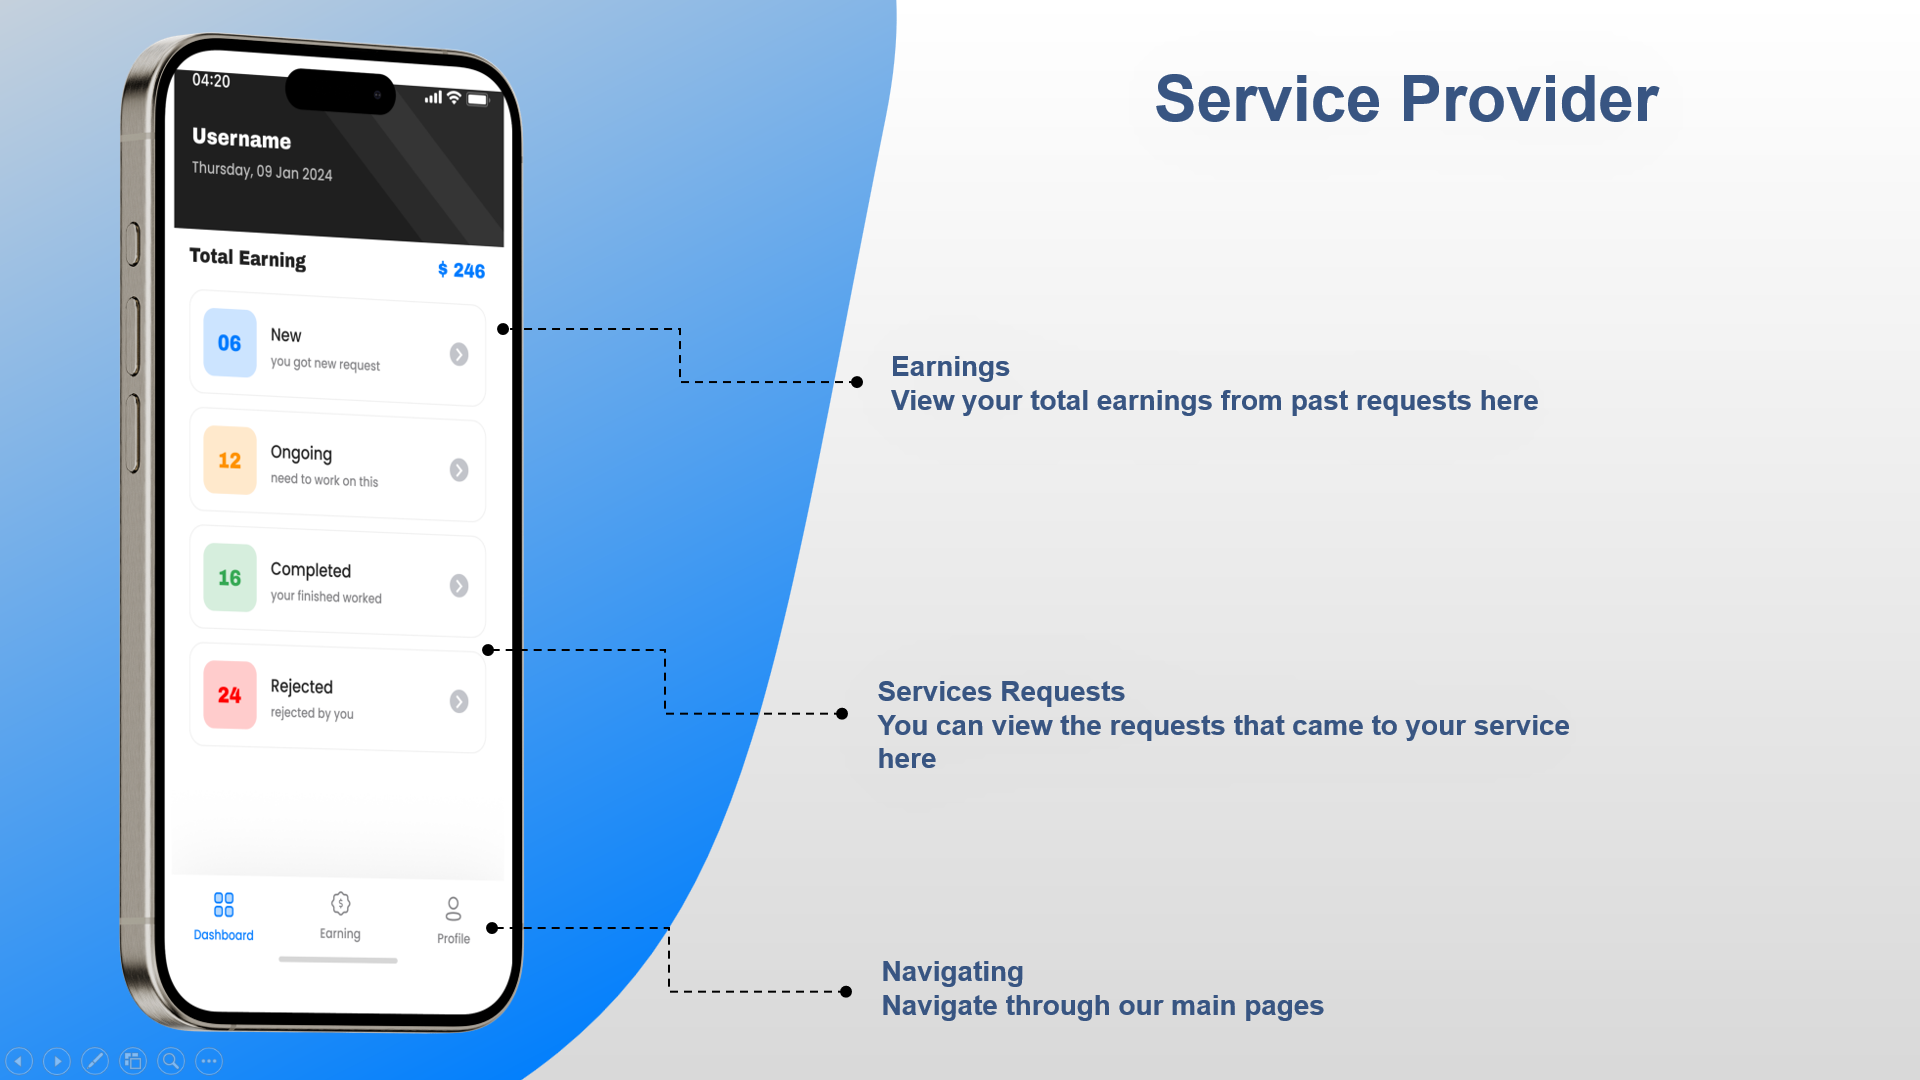 Service Provider
04:20
Username
Thursday, 09 Jan 2024
Total Earning
$ 246
06
New
you got new request
12
Ongoing
need to work on this
16
Completed
your finished worked
24
Rejected
rejected by you
$
Dashboard
Earning
Profile
Earnings
View your total earnings from past requests here
Services Requests
You can view the requests that came to your service
here
Navigating
Navigate through our main pages